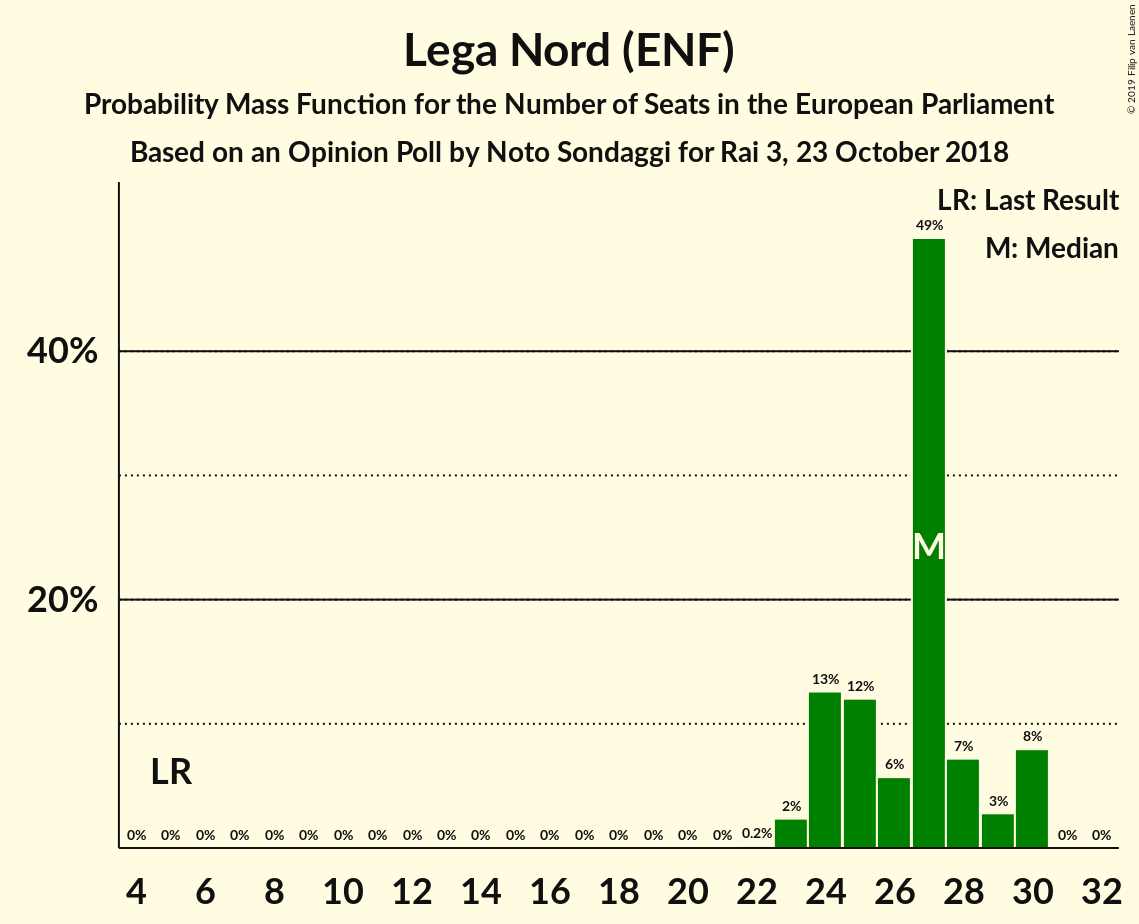 © 2019 Filip van Laenen
Lega Nord (ENF)
Probability Mass Function for the Number of Seats in the European Parliament
Based on an Opinion Poll by Noto Sondaggi for Rai 3, 23 October 2018
LR: Last Result
M: Median
49%
40%
M
20%
13% 12%
8%
7%
LR
6%
3%
2%
0% 0% 0% 0% 0% 0% 0% 0% 0% 0% 0% 0% 0% 0% 0% 0% 0% 0% 0.2% 0% 0%
4 6 8 10 12 14 16 18 20 22 24 26 28 30 32